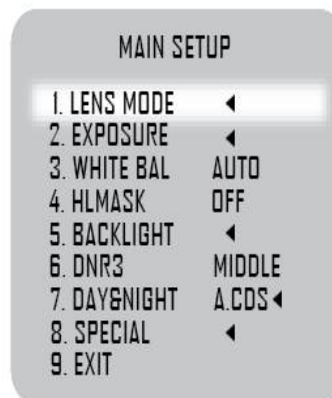 MAIN SETUP
1. LENS MODE ◄
2. EXPOSURE ◄
3. WHITE BAL AUTO
4. HLMASK OFF
5. BACKLIGHT ◄
6. DNR3 MIDDLE
7. DAY&NIGHT A.CDS◄
8. SPECIAL ◄
9. EXIT